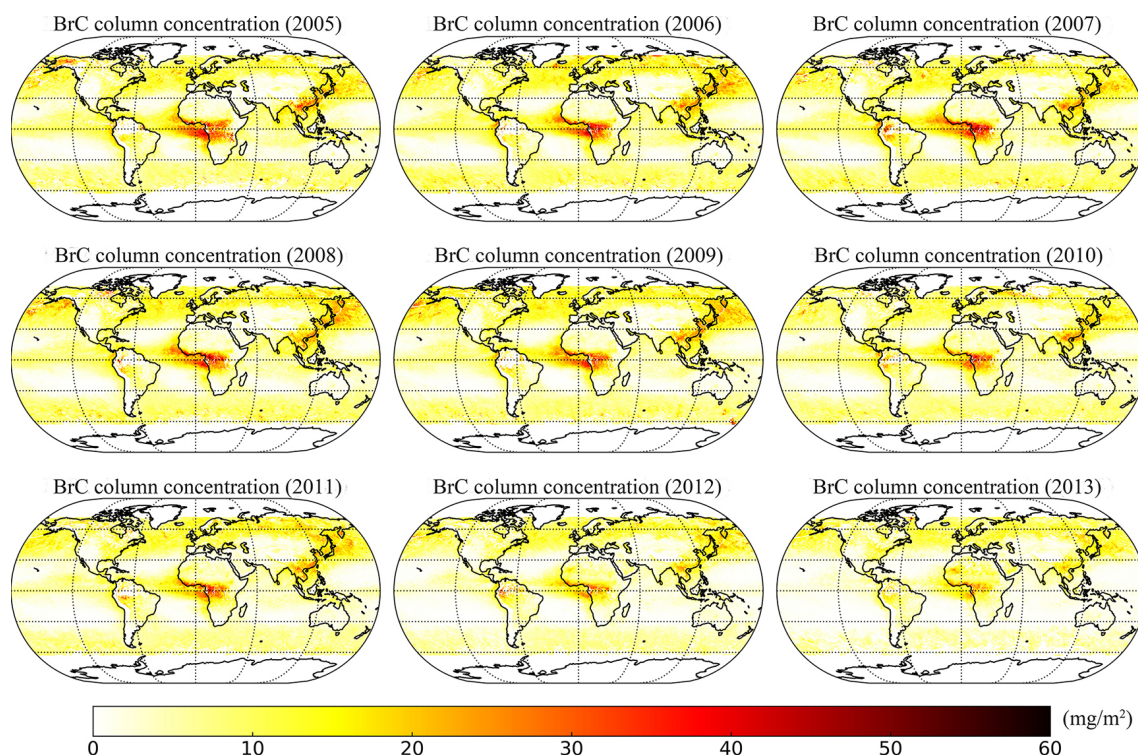 BrC column concentration (2005)
BrC column concentration (2006)
BrC column concentration (2007)
BrC column concentration (2008)
BrC column concentration (2009)
BrC column concentration (2010)
BrC column concentration (2011)
BrC column concentration (2012)
BrC column concentration (2013)
(mg/m²)
0 10 20 30 40 50 60